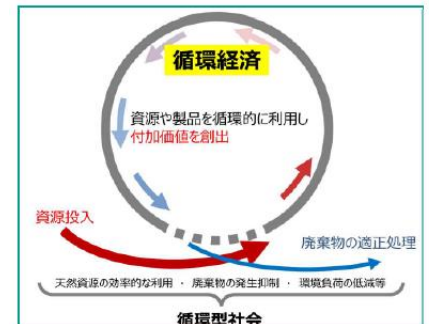 循環経済
資源や製品を循環的に利用し
付加価値を創出
資源投入
廃棄物の適正処理
天然資源の効率的な利用 ・ 廃棄物の発生抑制 ・ 環境負荷の低減等
循環型社会